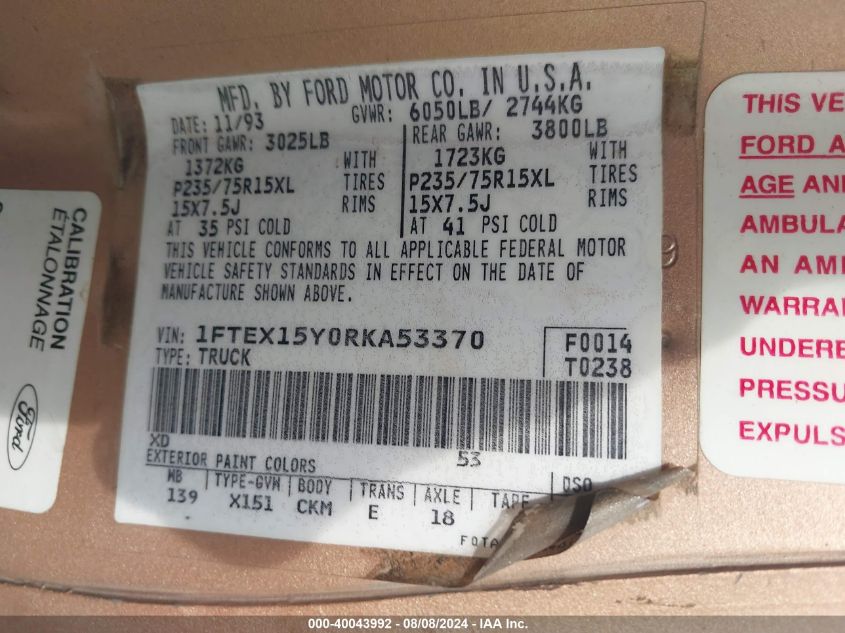 MFD. BY FORD MOTOR CO. IN U.S.A.
DATE: 11/93 GVWR: 6050LB/ 2744KG
FRONT GAWR: 3025LB REAR GAWR: 3800LB
1372KG WITH 1723KG WITH
P235/75R15XL TIRES P235/75R15XL TIRES
15X7.5J RIMS 15X7.5J RIMS
AT 35 PSI COLD AT 41 PSI COLD
THIS VEHICLE CONFORMS TO ALL APPLICABLE FEDERAL MOTOR
VEHICLE SAFETY STANDARDS IN EFFECT ON THE DATE OF
MANUFACTURE SHOWN ABOVE.
VIN: 1FTEX15Y0RKA53370 F0014
TYPE: TRUCK T0238
XD 53
EXTERIOR PAINT COLORS DSO
WB TYPE-GVW BODY TRANS AXLE TAPE
139 X151 CKM E 18
CALIBRATION
ÉTALONNAGE
Ford
THIS VE
FORD A
AGE AN
AMBULA
AN AM
WARRA
UNDER
PRESSU
EXPULS
000-40043992 - 08/08/2024 - IAA Inc.